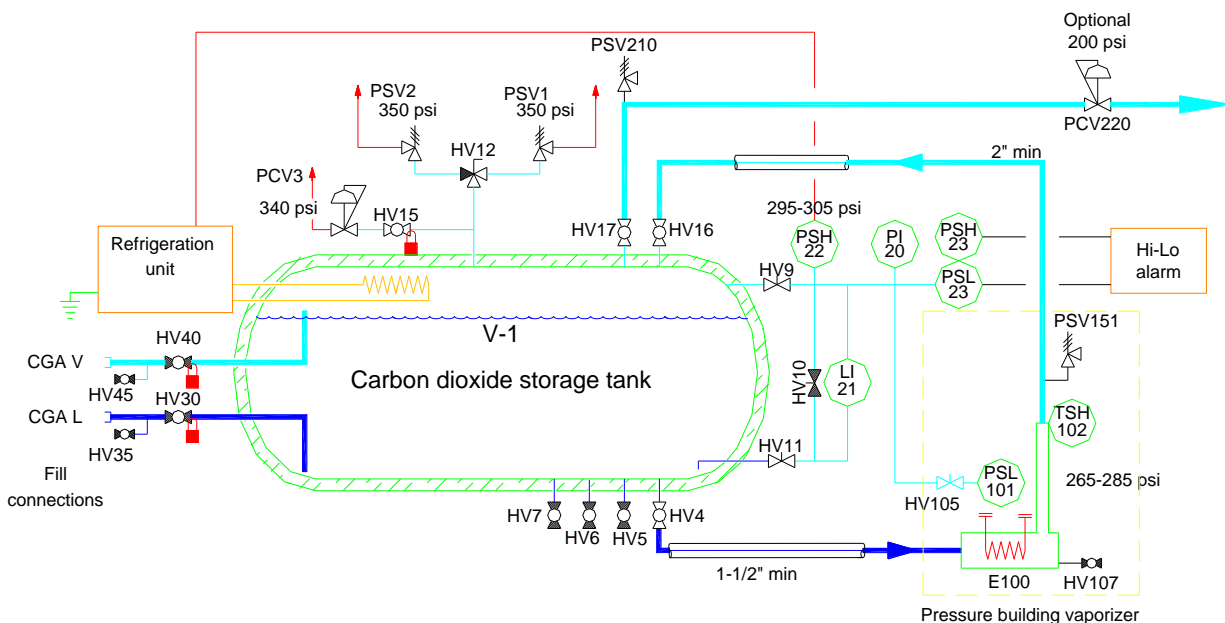 Optional
200 psi
PSV210
PSV2
350 psi
PSV1
350 psi
PCV220
HV12
2" min
PCV3
340 psi
HV15
295-305 psi
Refrigeration
unit
HV17
HV16
PSH
22
PI
20
PSH
23
PSL
23
Hi-Lo
alarm
HV9
PSV151
V-1
HV40
CGA V
HV45
Carbon dioxide storage tank
HV10
LI
21
HV30
CGA L
HV35
TSH
102
HV11
Fill
connections
PSL
101
265-285 psi
HV105
HV7
HV6
HV5
HV4
1-1/2" min
E100
HV107
Pressure building vaporizer